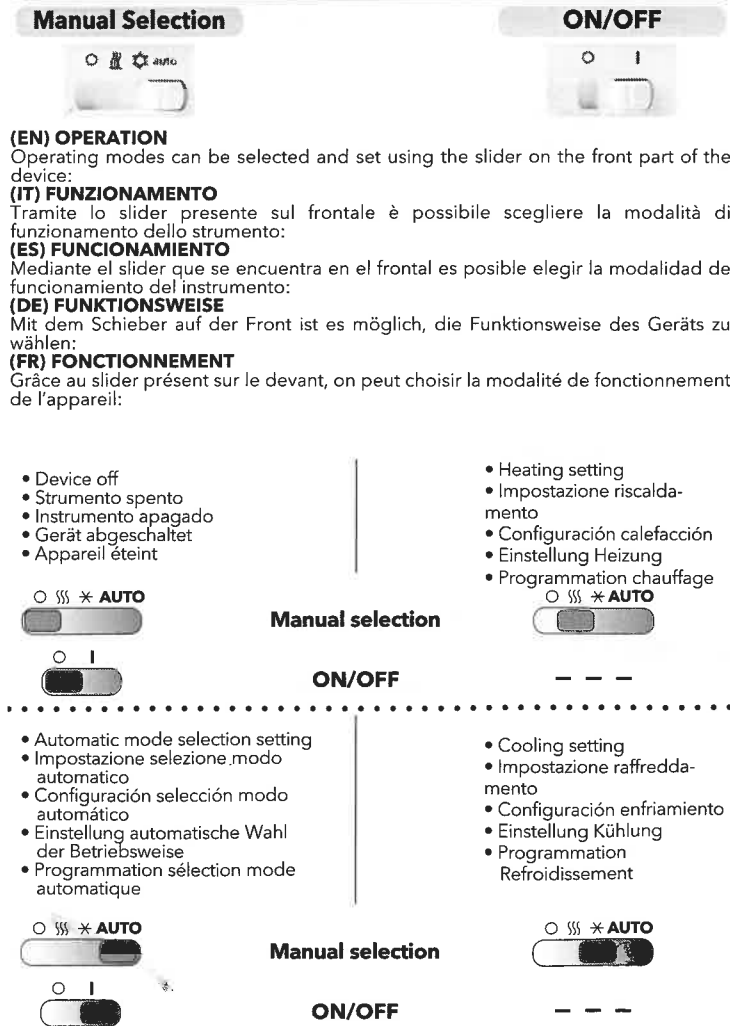 Manual Selection
ON/OFF
auto
(EN) OPERATION
Operating modes can be selected and set using the slider on the front part of the
device:
(IT) FUNZIONAMENTO
Tramite lo slider presente sul frontale è possibile scegliere la modalità di
funzionamento dello strumento:
(ES) FUNCIONAMIENTO
Mediante el slider que se encuentra en el frontal es posible elegir la modalidad de
funcionamiento del instrumento:
(DE) FUNKTIONSWEISE
Mit dem Schieber auf der Front ist es möglich, die Funktionsweise des Geräts zu
wählen:
(FR) FONCTIONNEMENT
Grâce au slider présent sur le devant, on peut choisir la modalité de fonctionnement
de l'appareil:
• Device off
• Strumento spento
• Instrumento apagado
• Gerät abgeschaltet
• Appareil éteint
AUTO
• Heating setting
• Impostazione riscalda-
mento
• Configuración calefacción
• Einstellung Heizung
• Programmation chauffage
AUTO
Manual selection
ON/OFF
– – –
• Automatic mode selection setting
• Impostazione selezione modo
automatico
• Configuración selección modo
automático
• Einstellung automatische Wahl
der Betriebsweise
• Programmation sélection mode
automatique
AUTO
• Cooling setting
• Impostazione raffredda-
mento
• Configuración enfriamiento
• Einstellung Kühlung
• Programmation
Refroidissement
AUTO
Manual selection
ON/OFF
– – –